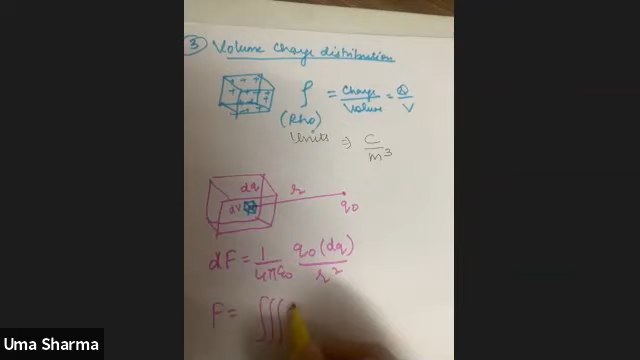 3 Volume Charge distribution
+ + + + + + + +
ρ = Charge/Volume = Q/V
(Rho)
Units ⇒ C/m³
dq r
dV q₀
dF = 1/4πε₀ q₀(dq)/r²
F = ∭
Uma Sharma